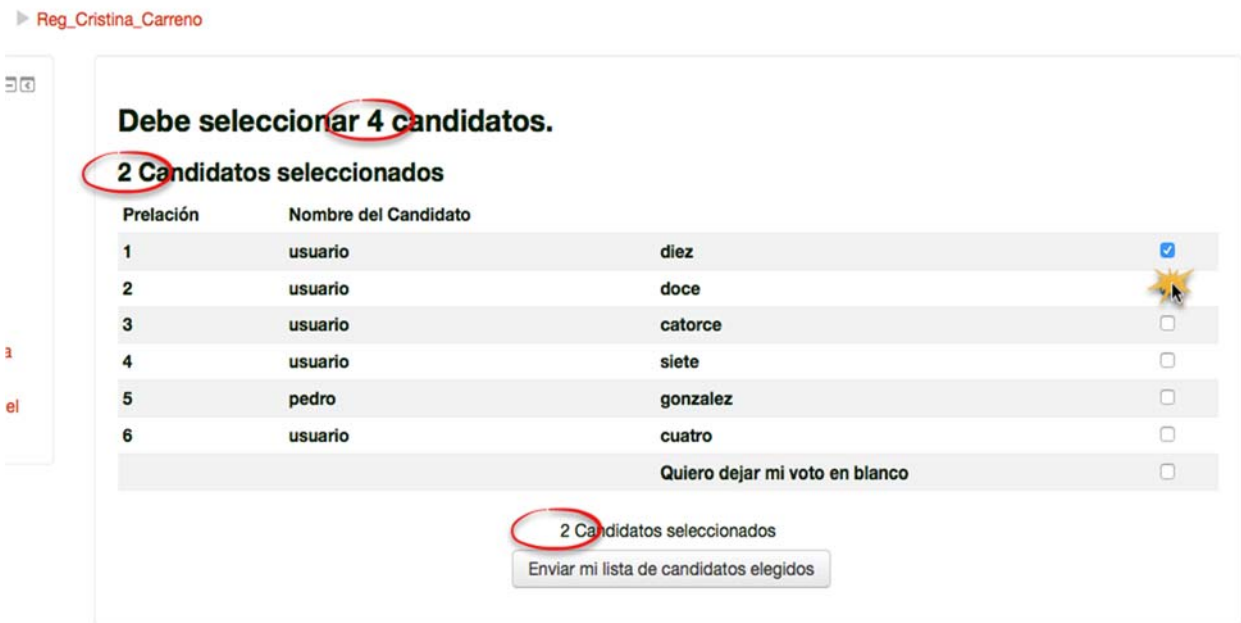 Reg_Cristina_Carreno
Debe seleccionar 4 candidatos.
2 Candidatos seleccionados
Prelación Nombre del Candidato
1 usuario diez
2 usuario doce
3 usuario catorce
4 usuario siete
a
5 pedro gonzalez
el
6 usuario cuatro
Quiero dejar mi voto en blanco
2 Candidatos seleccionados
Enviar mi lista de candidatos elegidos